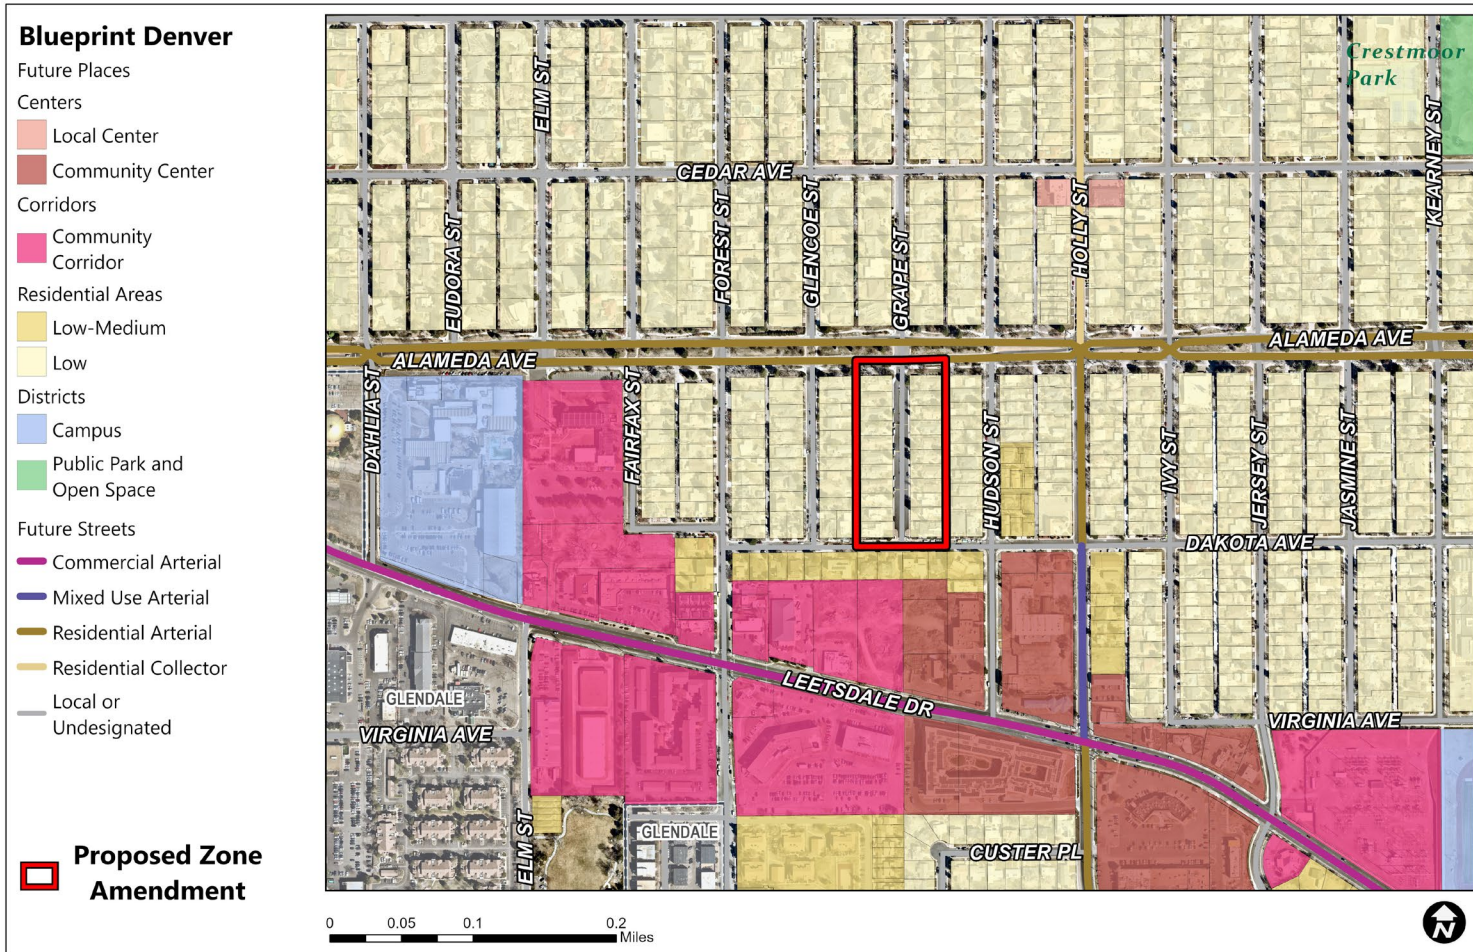 Blueprint Denver
Future Places
Centers
Local Center
Community Center
Corridors
Community
Corridor
Residential Areas
Low-Medium
Low
Districts
Campus
Public Park and
Open Space
Future Streets
Commercial Arterial
Mixed Use Arterial
Residential Arterial
Residential Collector
Local or
Undesignated
Proposed Zone
Amendment
Crestmoor
Park
ELM ST
KEARNEY ST
CEDAR AVE
EUDORA ST
FOREST ST
GLENCOE ST
GRAPE ST
HOLLY ST
ALAMEDA AVE
ALAMEDA AVE
DAHLIA ST
FAIRFAX ST
HUDSON ST
IVY ST
JERSEY ST
JASMINE ST
DAKOTA AVE
LEETSDALE DR
GLENDALE
VIRGINIA AVE
VIRGINIA AVE
ELM ST
GLENDALE
CUSTER PL
0 0.05 0.1 0.2
Miles
N